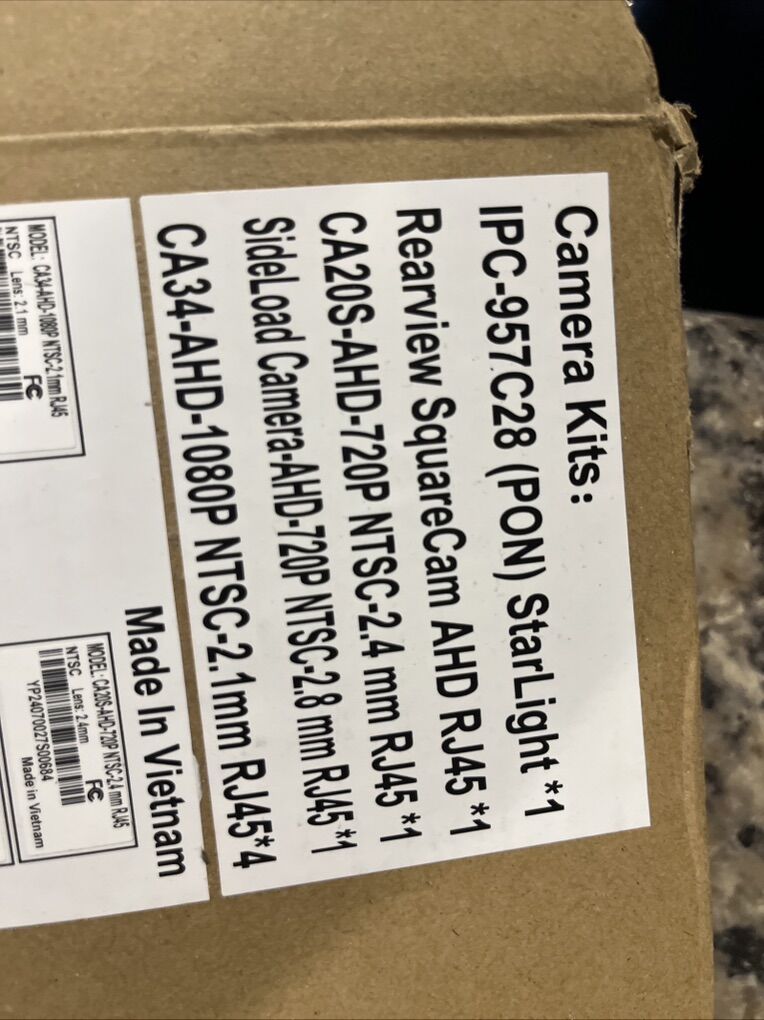 Camera Kits:
IPC-957C28 (PON) StarLight *1
Rearview SquareCam AHD RJ45 *1
CA20S-AHD-720P NTSC-2.4 mm RJ45 *1
SideLoad Camera-AHD-720P NTSC-2.8 mm RJ45 *1
CA34-AHD-1080P NTSC-2.1mm RJ45*4
Made In Vietnam
MODEL: CA34-AHD-1080P NTSC-2.1mm RJ45
NTSC Lens: 2.1 mm FC
MODEL: CA20S-AHD-720P NTSC-2.4 mm RJ45
NTSC Lens: 2.4mm FC
YP24070027S00684
Made in Vietnam